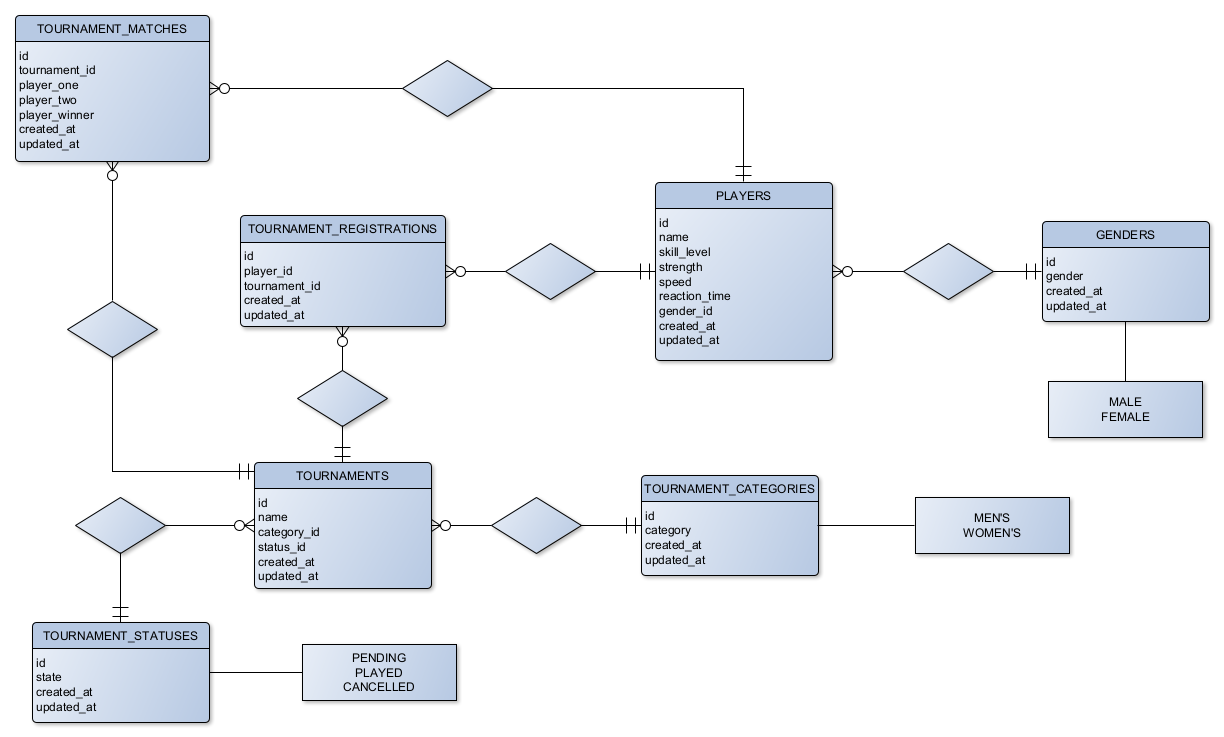 TOURNAMENT_MATCHES
id
tournament_id
player_one
player_two
player_winner
created_at
updated_at
PLAYERS
id
name
skill_level
strength
speed
reaction_time
gender_id
created_at
updated_at
TOURNAMENT_REGISTRATIONS
id
player_id
tournament_id
created_at
updated_at
GENDERS
id
gender
created_at
updated_at
MALE
FEMALE
TOURNAMENTS
id
name
category_id
status_id
created_at
updated_at
TOURNAMENT_CATEGORIES
id
category
created_at
updated_at
MEN'S
WOMEN'S
TOURNAMENT_STATUSES
id
state
created_at
updated_at
PENDING
PLAYED
CANCELLED